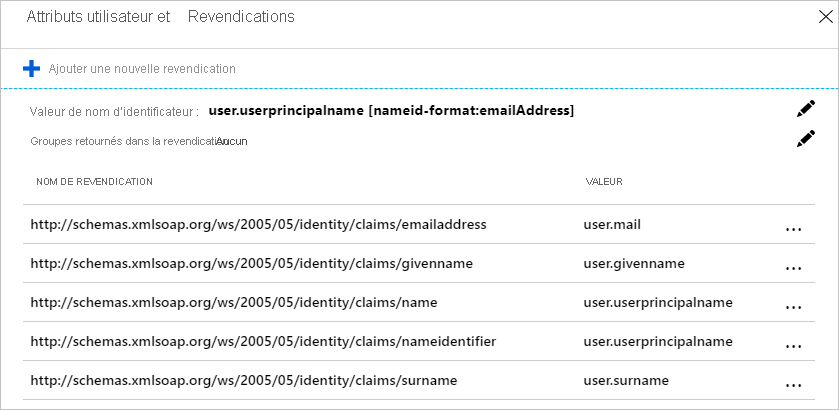 Attributs utilisateur et Revendications
Ajouter une nouvelle revendication
Valeur de nom d'identificateur : user.userprincipalname [nameid-format:emailAddress]
Groupes retournés dans la revendication Aucun
NOM DE REVENDICATION VALEUR
http://schemas.xmlsoap.org/ws/2005/05/identity/claims/emailaddress user.mail ...
http://schemas.xmlsoap.org/ws/2005/05/identity/claims/givenname user.givenname ...
http://schemas.xmlsoap.org/ws/2005/05/identity/claims/name user.userprincipalname ...
http://schemas.xmlsoap.org/ws/2005/05/identity/claims/nameidentifier user.userprincipalname ...
http://schemas.xmlsoap.org/ws/2005/05/identity/claims/surname user.surname ...